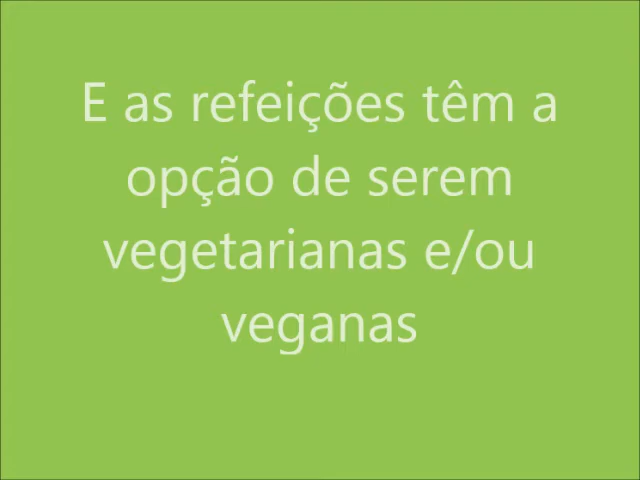 E as refeições têm a
opção de serem
vegetarianas e/ou
veganas